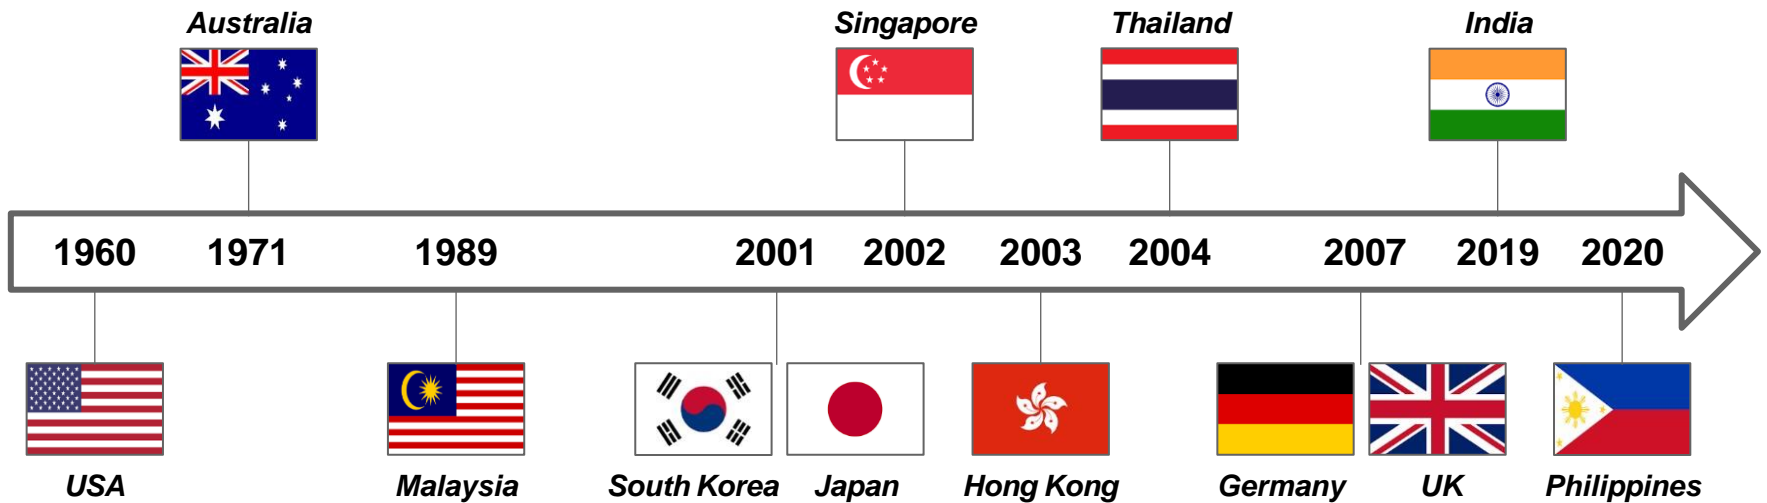 Australia
Singapore
Thailand
India
1960 1971 1989 2001 2002 2003 2004 2007 2019 2020
USA
Malaysia
South Korea
Japan
Hong Kong
Germany
UK
Philippines